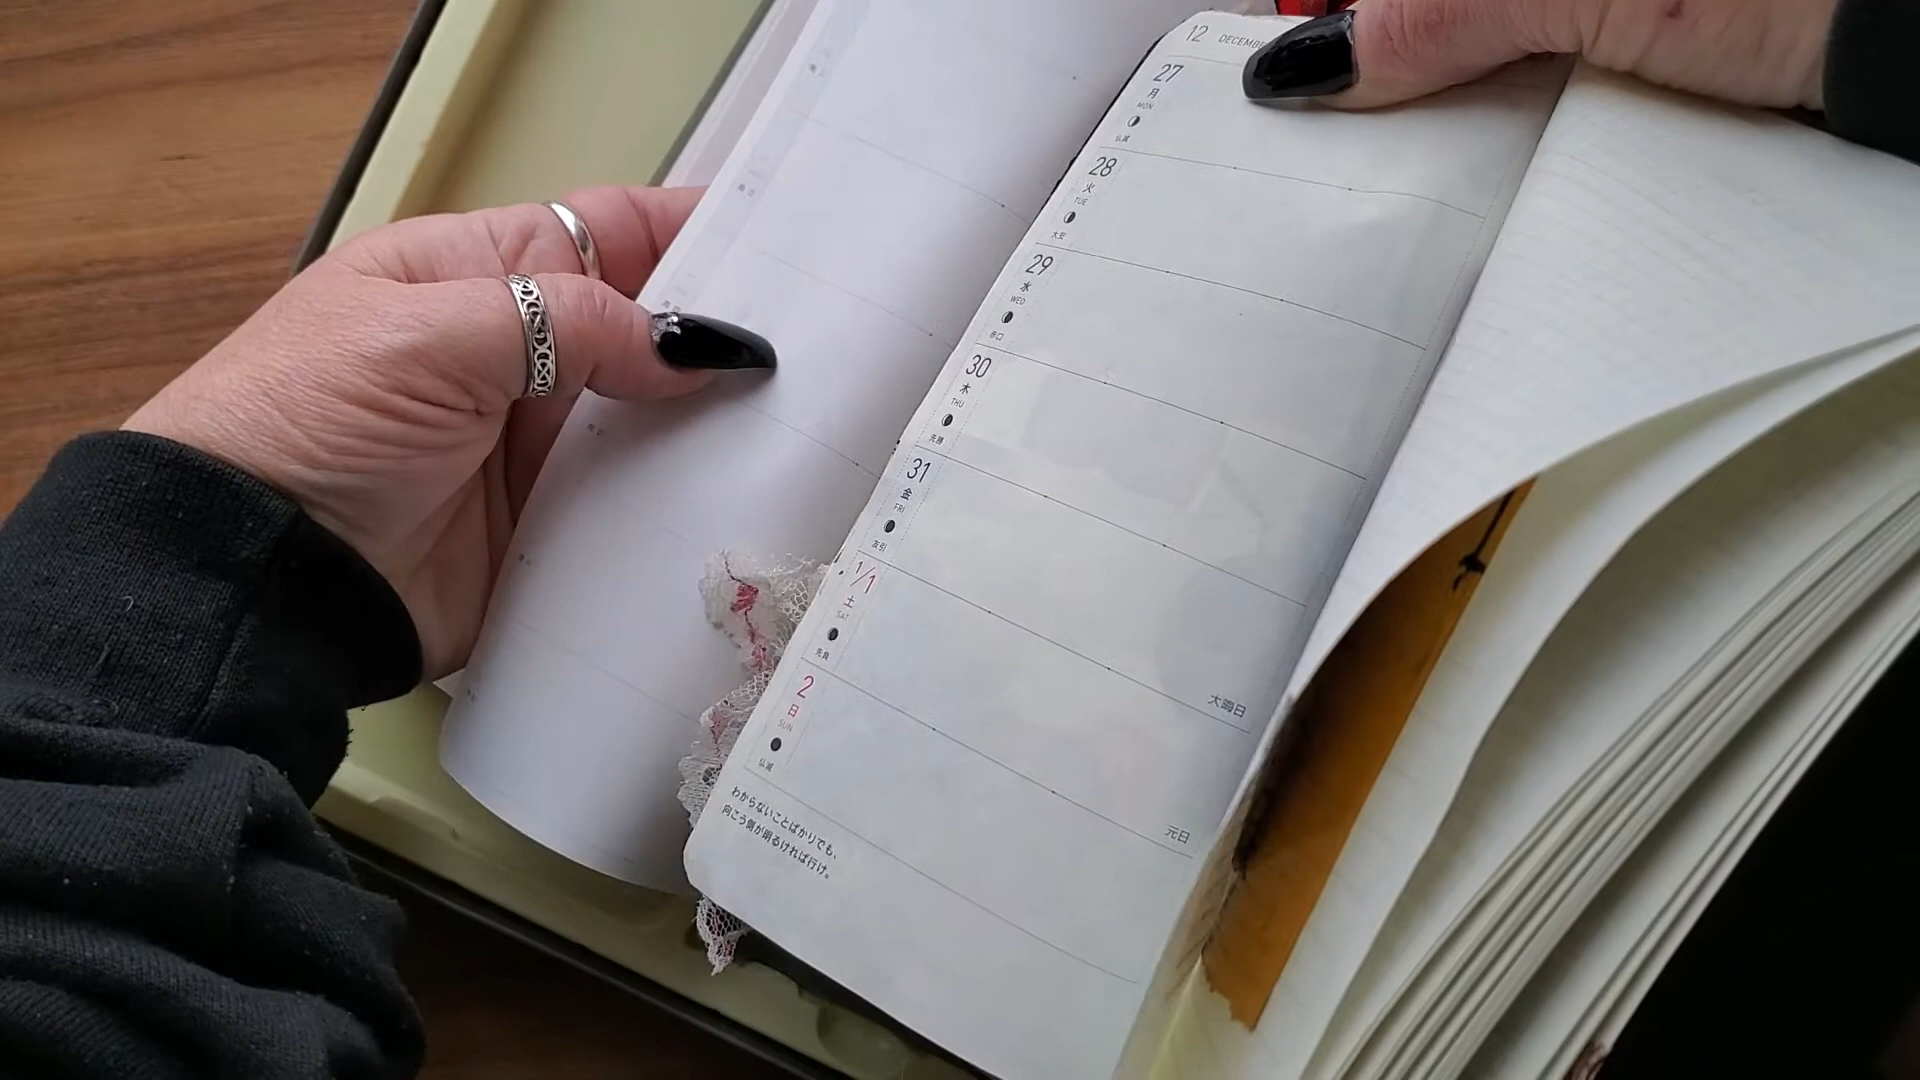 12 DECEMBE
27
月
MON
仏滅
28
火
TUE
大安
29
水
WED
赤口
30
木
THU
先勝
31
金
FRI
友引
大晦日
1/1
土
SAT
先負
元日
2
日
SUN
仏滅
わからないことばかりでも、
向こう側が明るければ行け。